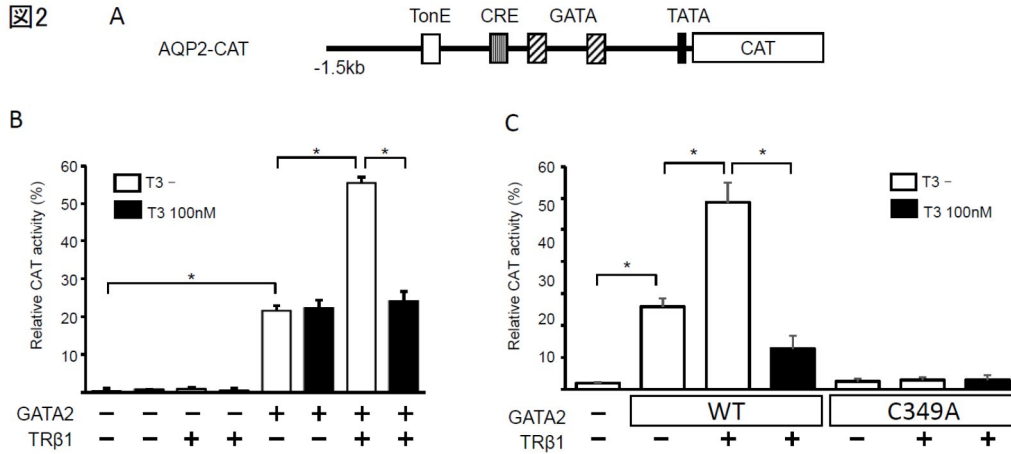 図2
A
TonE CRE GATA TATA
AQP2-CAT
CAT
-1.5kb
B
Relative CAT activity (%)
60
50
40
30
20
10
T3 −
T3 100nM
*
*
*
GATA2 − − − − + + + +
TRβ1 − − + + − − + +
C
Relative CAT activity (%)
60
50
40
30
20
10
T3 −
T3 100nM
*
*
*
GATA2 − WT C349A
TRβ1 − − + + − + +